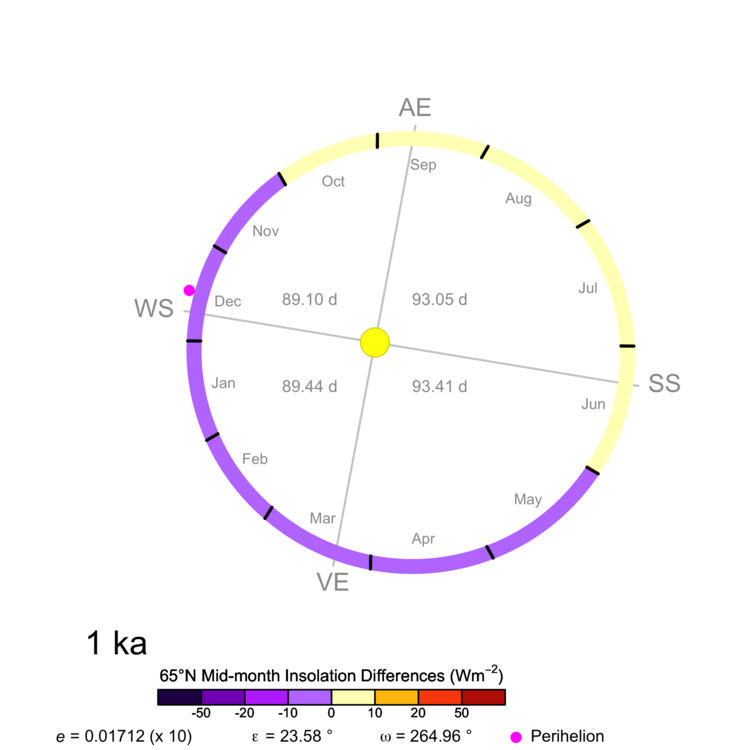 AE
Sep
Oct
Aug
Nov
Jul
WS
Dec
89.10 d
93.05 d
Jan
89.44 d
93.41 d
SS
Jun
Feb
May
Mar
Apr
VE
1 ka
65°N Mid-month Insolation Differences (Wm⁻²)
-50 -20 -10 0 10 20 50
e = 0.01712 (x 10) ε = 23.58 ° ω = 264.96 ° Perihelion